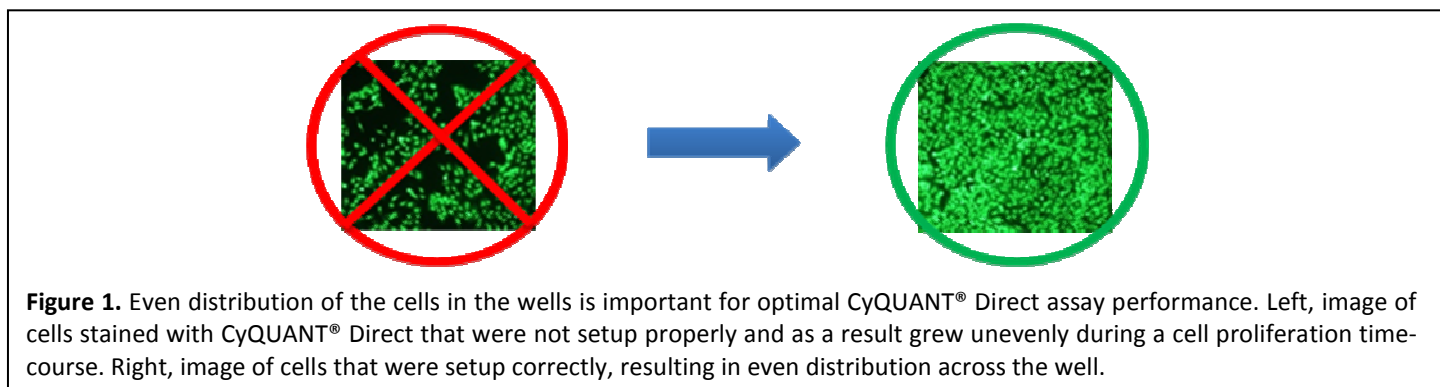 Figure 1. Even distribution of the cells in the wells is important for optimal CyQUANT® Direct assay performance. Left, image of
cells stained with CyQUANT® Direct that were not setup properly and as a result grew unevenly during a cell proliferation time-
course. Right, image of cells that were setup correctly, resulting in even distribution across the well.